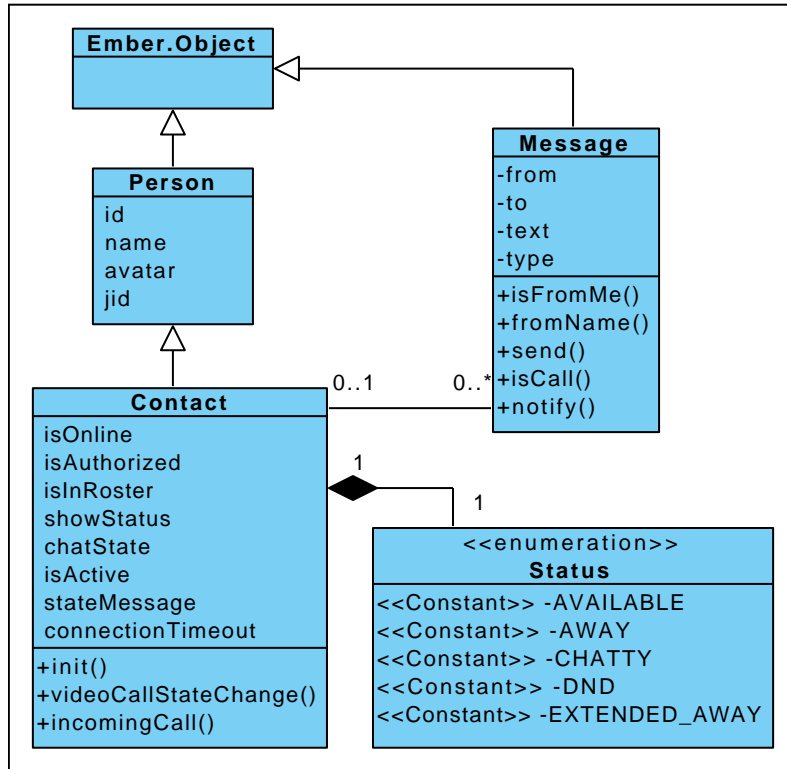 Ember.Object
Person
id
name
avatar
jid
Message
-from
-to
-text
-type
+isFromMe()
+fromName()
+send()
+isCall()
+notify()
0..1
0..*
Contact
isOnline
isAuthorized
isInRoster
showStatus
chatState
isActive
stateMessage
connectionTimeout
+init()
+videoCallStateChange()
+incomingCall()
1
1
<<enumeration>>
Status
<<Constant>> -AVAILABLE
<<Constant>> -AWAY
<<Constant>> -CHATTY
<<Constant>> -DND
<<Constant>> -EXTENDED_AWAY